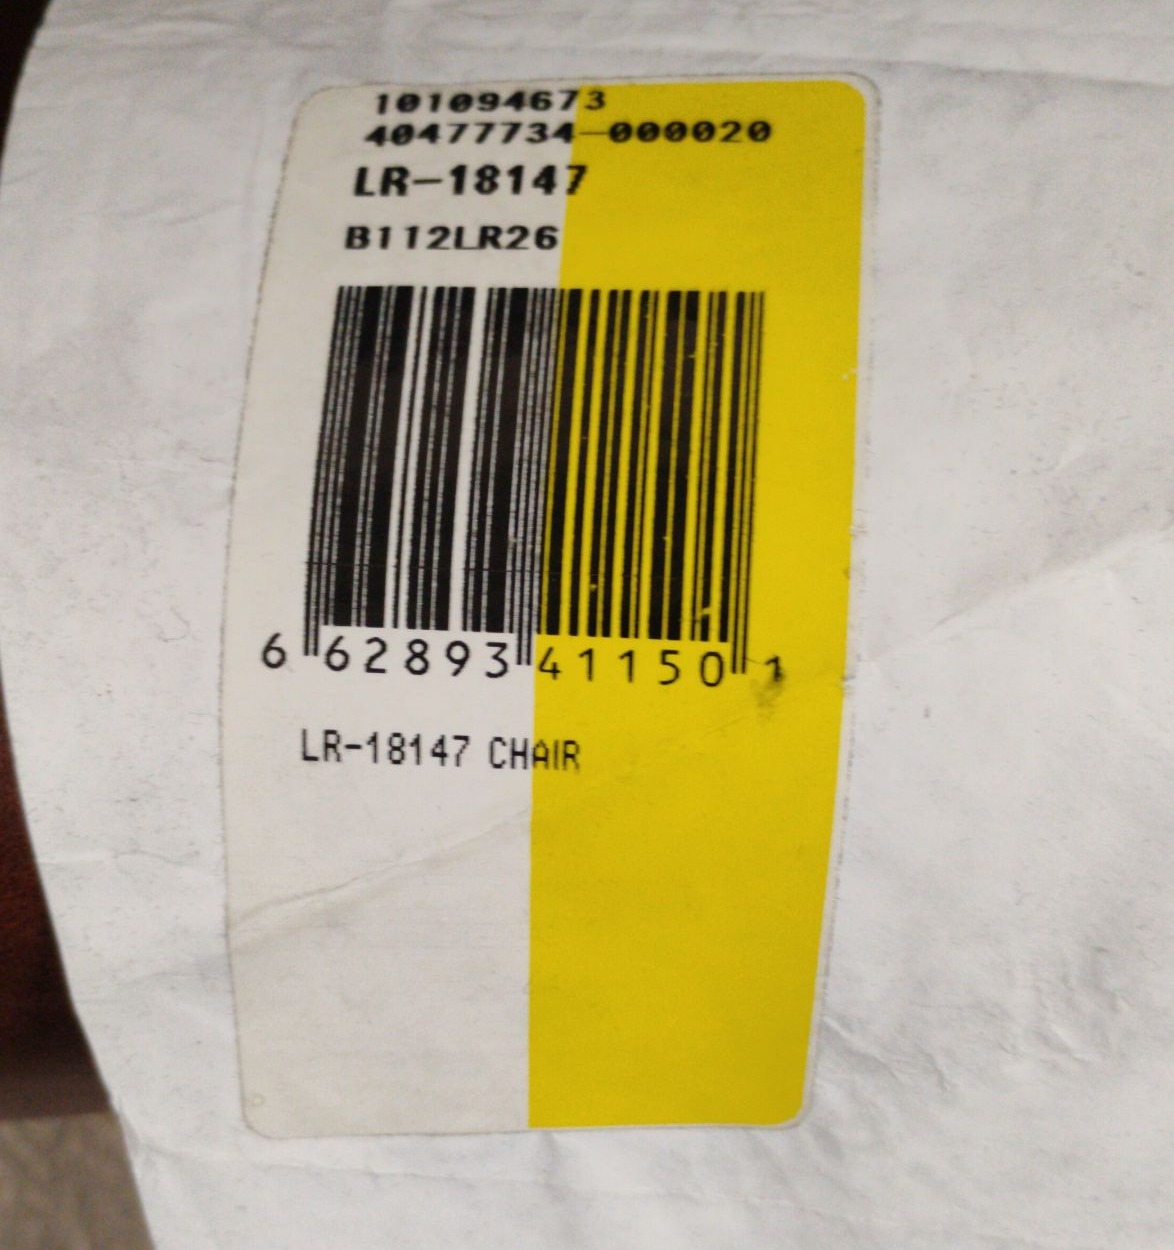 101094673
40477734-000020
LR-18147
B112LR26
6 62893 41150 1
LR-18147 CHAIR